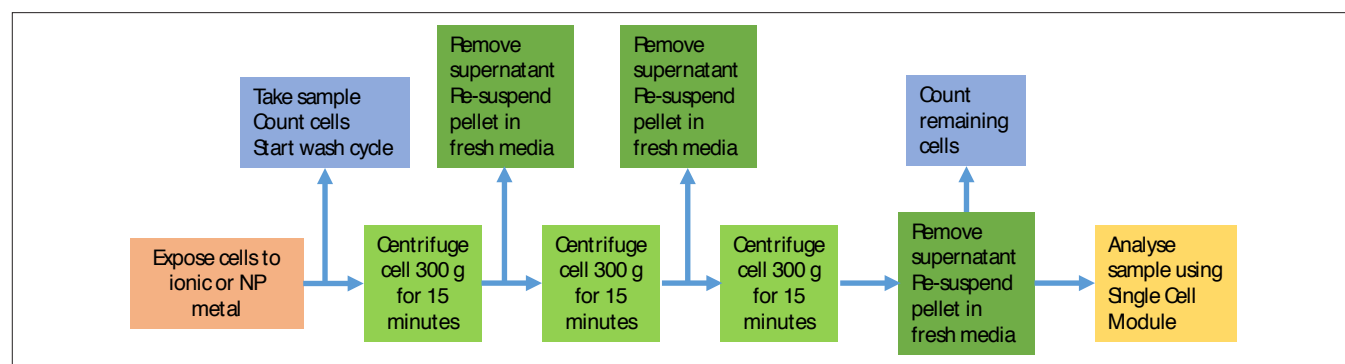 Take sample
Count cells
Start wash cycle
Remove
supernatant
Re-suspend
pellet in
fresh media
Remove
supernatant
Re-suspend
pellet in
fresh media
Count
remaining
cells
Expose cells to
ionic or NP
metal
Centrifuge
cell 300 g
for 15
minutes
Centrifuge
cell 300 g
for 15
minutes
Centrifuge
cell 300 g
for 15
minutes
Remove
supernatant
Re-suspend
pellet in
fresh media
Analyse
sample using
Single Cell
Module